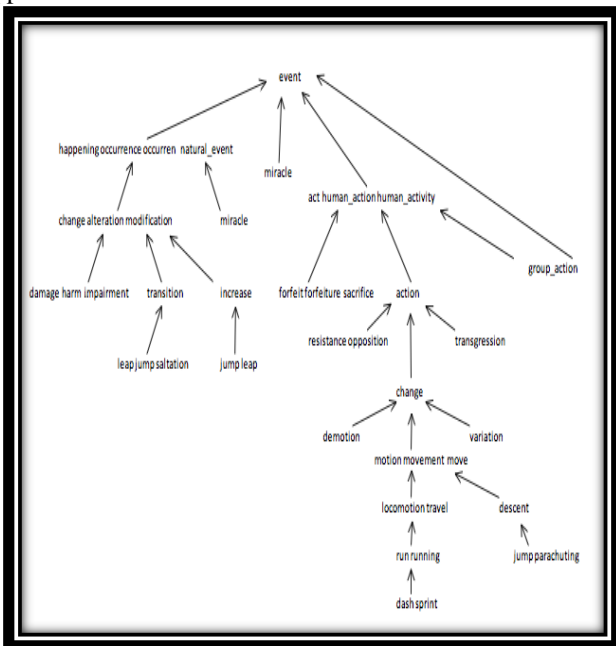 event
happening occurrence occurren natural_event
miracle
act human_action human_activity
change alteration modification
miracle
group_action
damage harm impairment
transition
increase
forfeit forfeiture sacrifice
action
resistance opposition
transgression
leap jump saltation
jump leap
change
demotion
variation
motion movement move
locomotion travel
descent
run running
jump parachuting
dash sprint